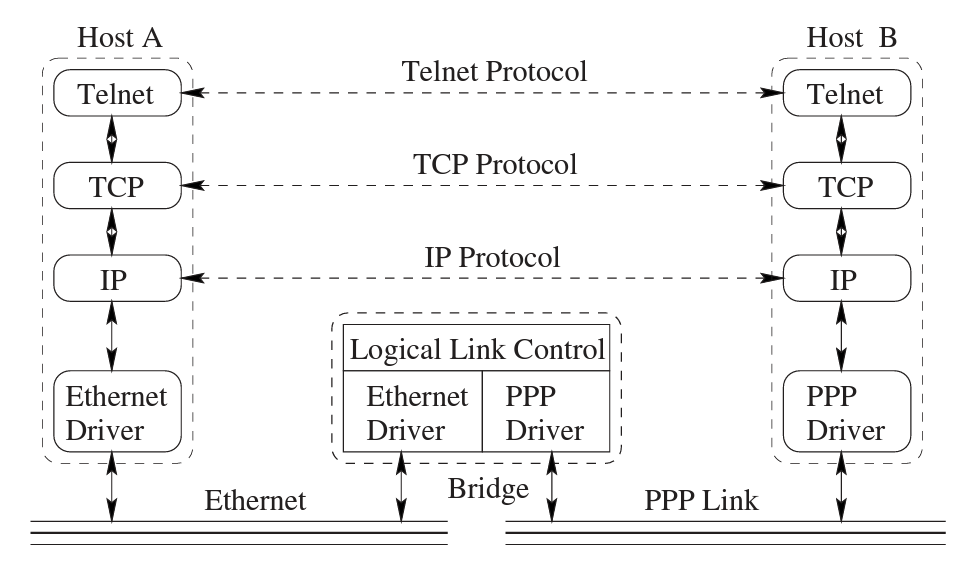 Host A
Host B
Telnet Protocol
Telnet
Telnet
TCP Protocol
TCP
TCP
IP Protocol
IP
IP
Logical Link Control
Ethernet
Driver
Ethernet
Driver
PPP
Driver
PPP
Driver
Bridge
Ethernet
PPP Link